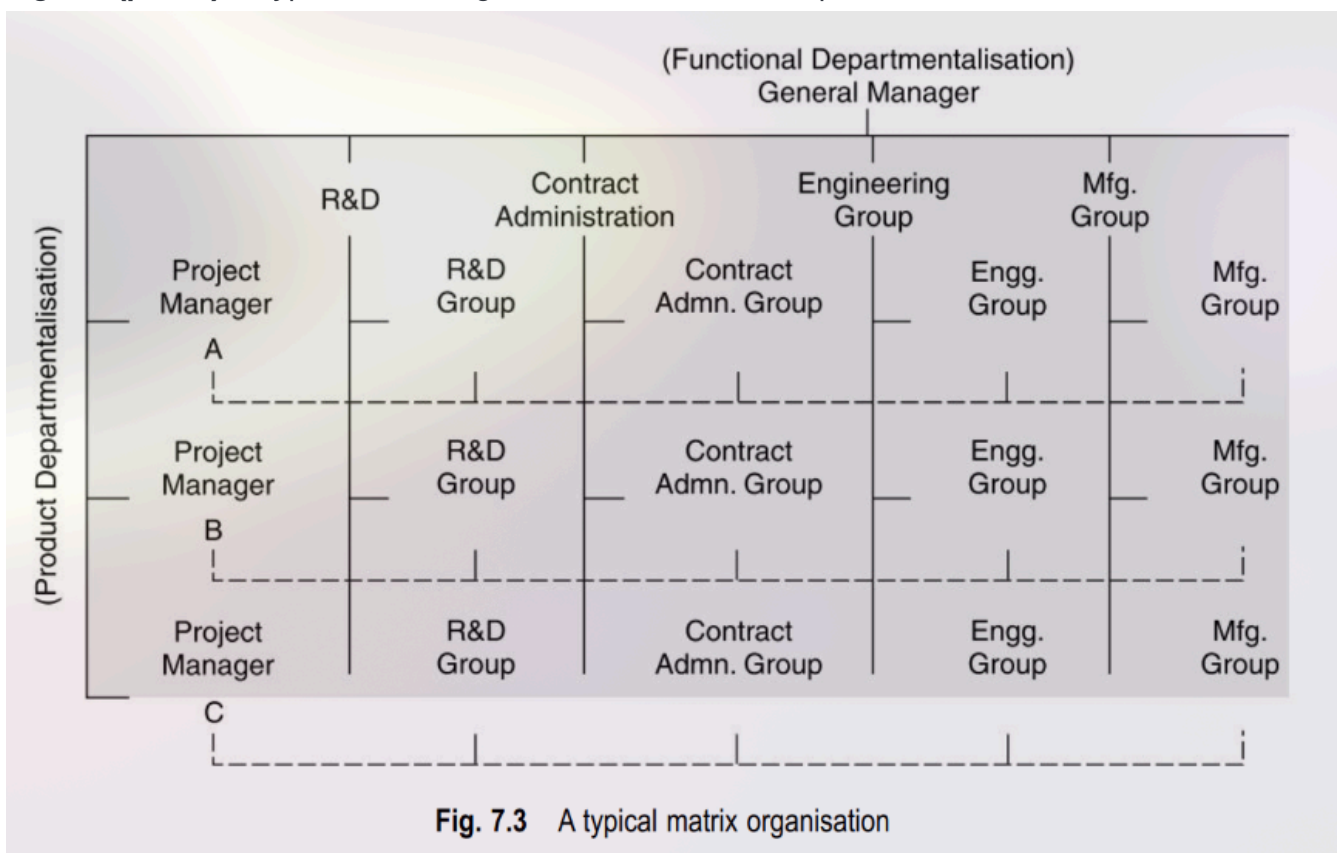 (Functional Departmentalisation)
General Manager
(Product Departmentalisation)
R&D
Contract
Administration
Engineering
Group
Mfg.
Group
Project
Manager
A
R&D
Group
Contract
Admn. Group
Engg.
Group
Mfg.
Group
Project
Manager
B
R&D
Group
Contract
Admn. Group
Engg.
Group
Mfg.
Group
Project
Manager
C
R&D
Group
Contract
Admn. Group
Engg.
Group
Mfg.
Group
Fig. 7.3 A typical matrix organisation